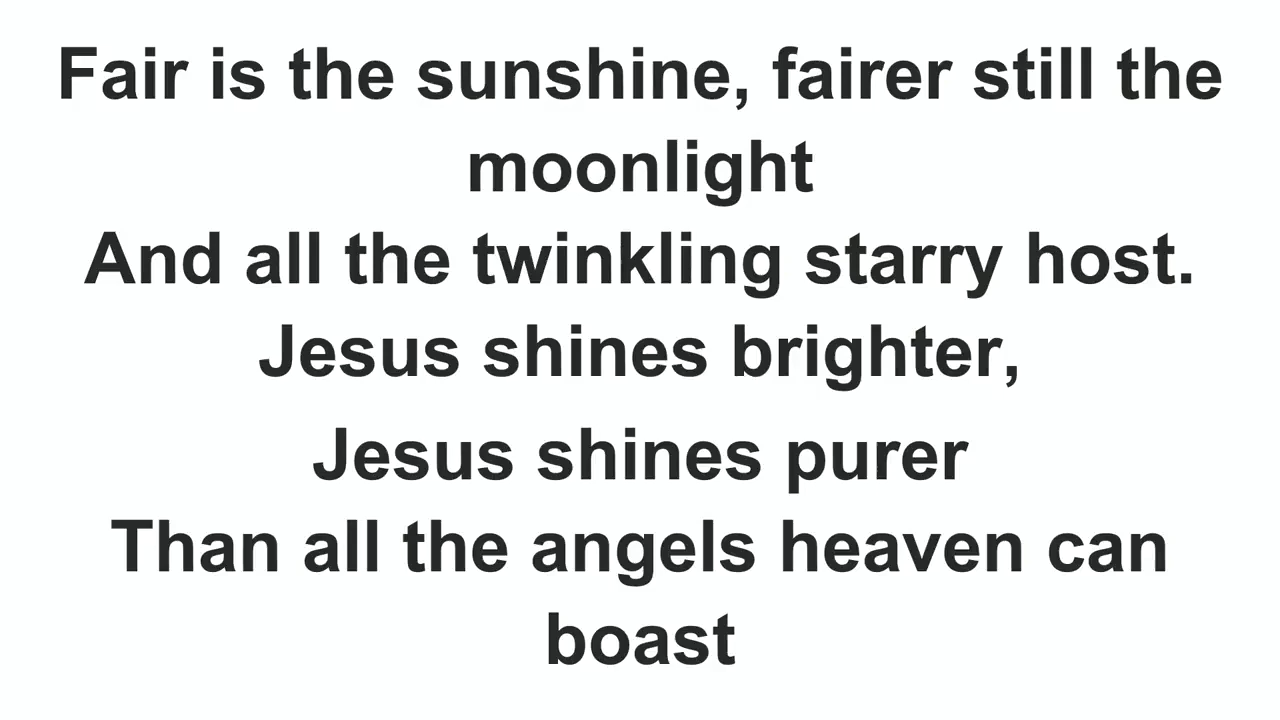 Fair is the sunshine, fairer still the
moonlight
And all the twinkling starry host.
Jesus shines brighter,
Jesus shines purer
Than all the angels heaven can
boast